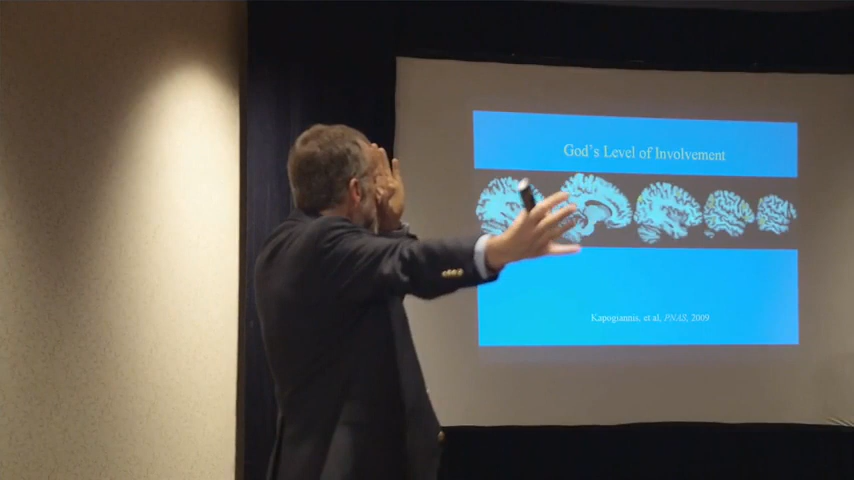 God's Level of Involvement
Kapogiannis, et al, PNAS, 2009